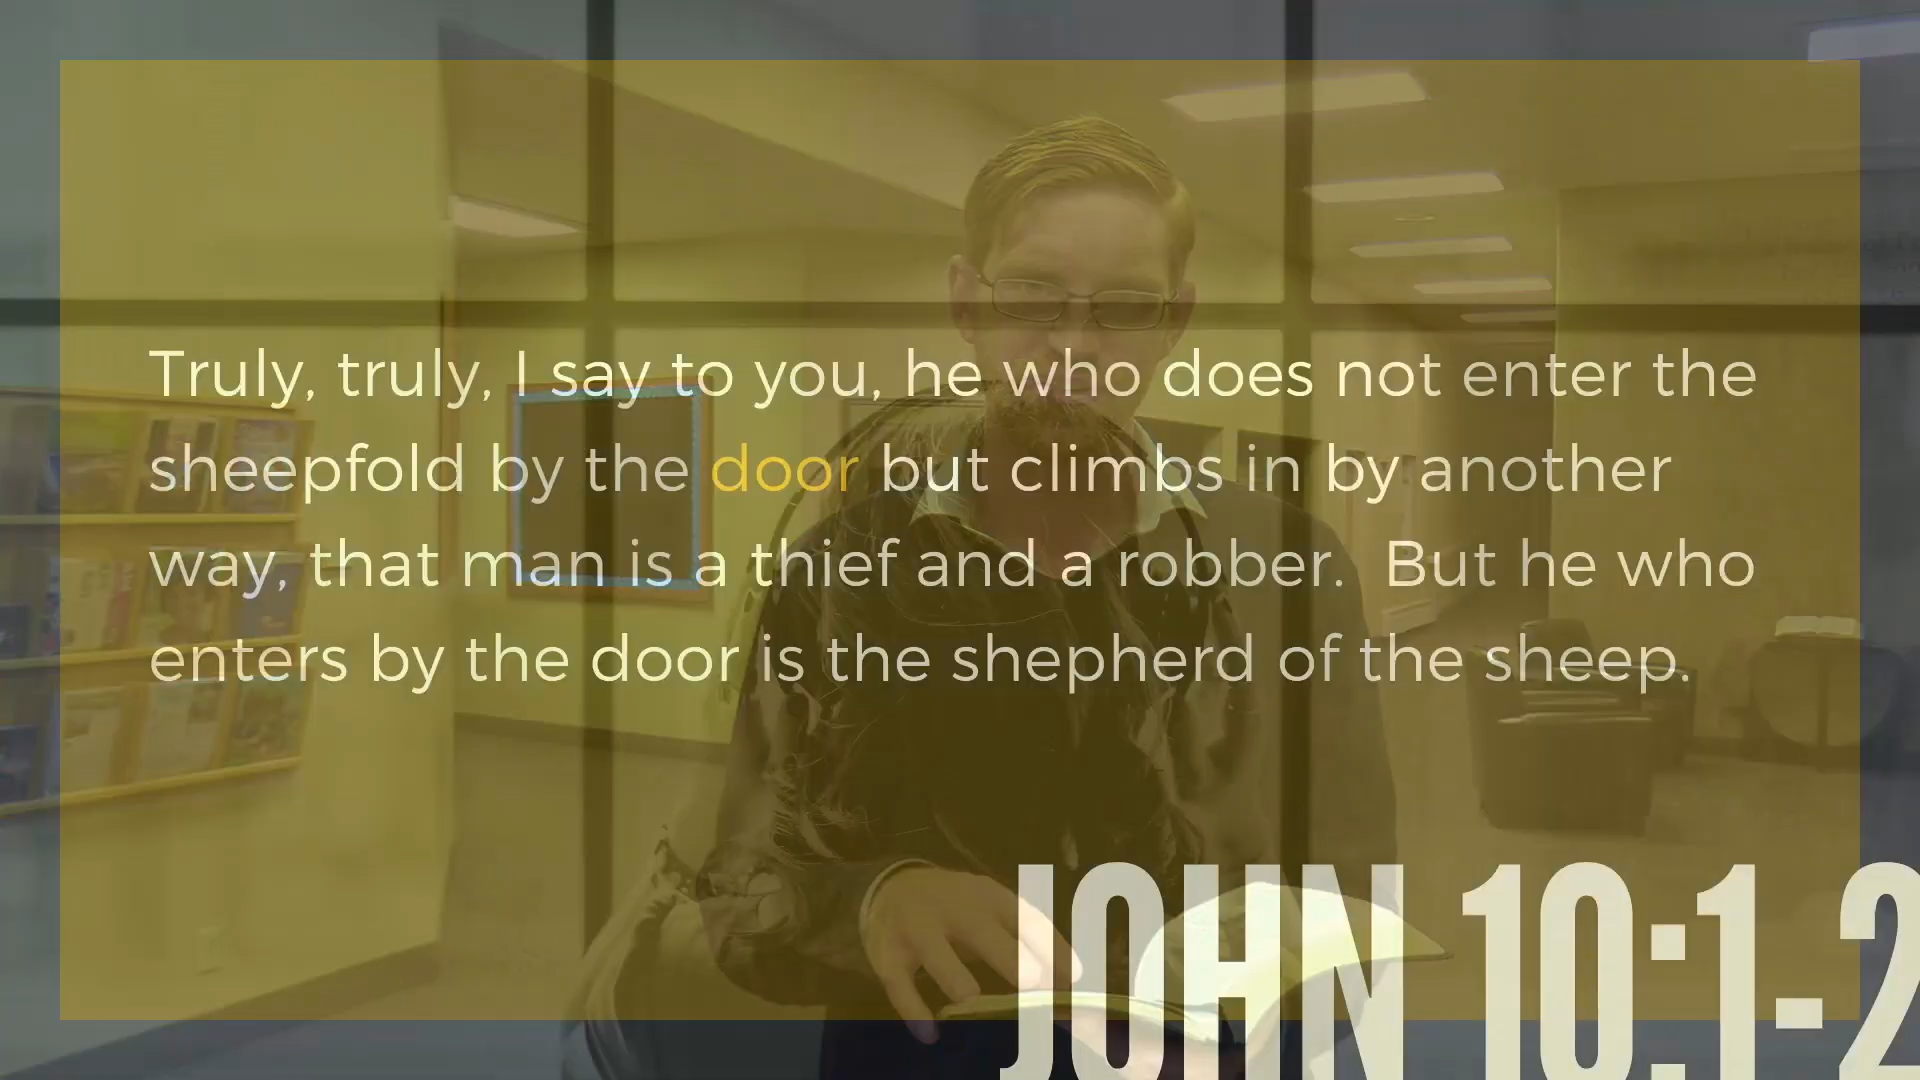 Truly, truly, I say to you, he who does not enter the
sheepfold by the door but climbs in by another
way, that man is a thief and a robber.  But he who
enters by the door is the shepherd of the sheep.
JOHN 10:1-2